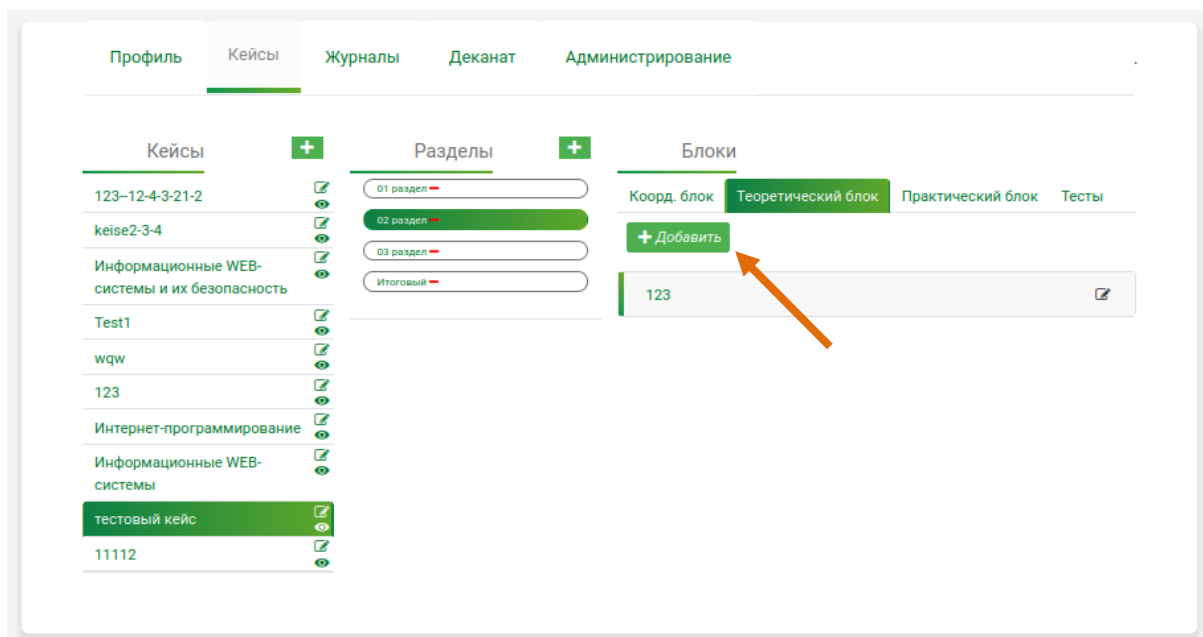 Профиль
Кейсы
Журналы
Деканат
Администрирование
.
Кейсы
123--12-4-3-21-2
keise2-3-4
Информационные WEB-
системы и их безопасность
Test1
wqw
123
Интернет-программирование
Информационные WEB-
системы
тестовый кейс
11112
Разделы
01 раздел
02 раздел
03 раздел
Итоговый
Блоки
Коорд. блок
Теоретический блок
Практический блок
Тесты
Добавить
123